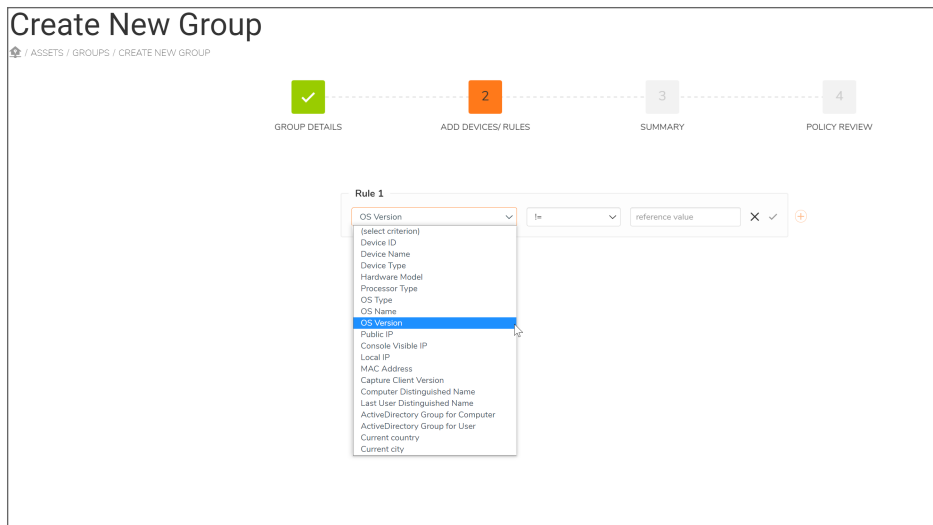 Create New Group
/ ASSETS / GROUPS / CREATE NEW GROUP
2
3
4
GROUP DETAILS
ADD DEVICES/ RULES
SUMMARY
POLICY REVIEW
Rule 1
OS Version
!=
reference value
(select criterion)
Device ID
Device Name
Device Type
Hardware Model
Processor Type
OS Type
OS Name
OS Version
Public IP
Console Visible IP
Local IP
MAC Address
Capture Client Version
Computer Distinguished Name
Last User Distinguished Name
ActiveDirectory Group for Computer
ActiveDirectory Group for User
Current country
Current city